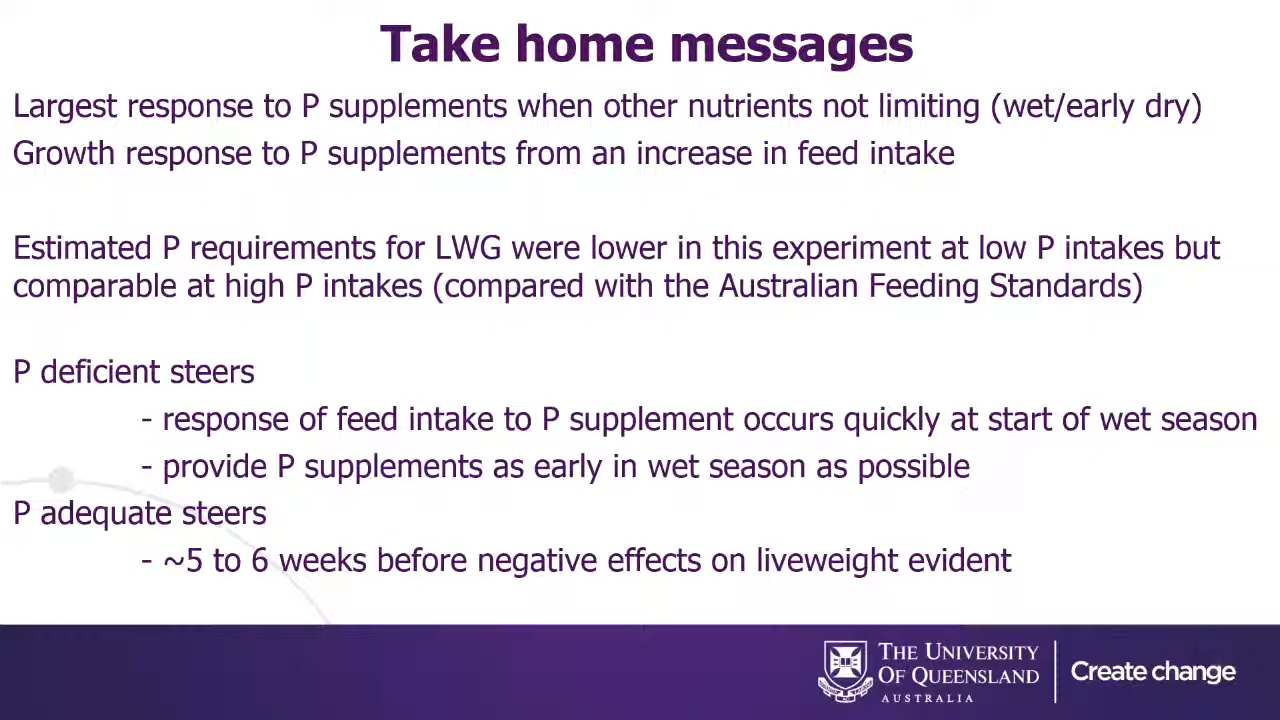 Take home messages
Largest response to P supplements when other nutrients not limiting (wet/early dry)
Growth response to P supplements from an increase in feed intake
Estimated P requirements for LWG were lower in this experiment at low P intakes but
comparable at high P intakes (compared with the Australian Feeding Standards)
P deficient steers
- response of feed intake to P supplement occurs quickly at start of wet season
- provide P supplements as early in wet season as possible
P adequate steers
- ~5 to 6 weeks before negative effects on liveweight evident
THE UNIVERSITY
OF QUEENSLAND
AUSTRALIA
Create change